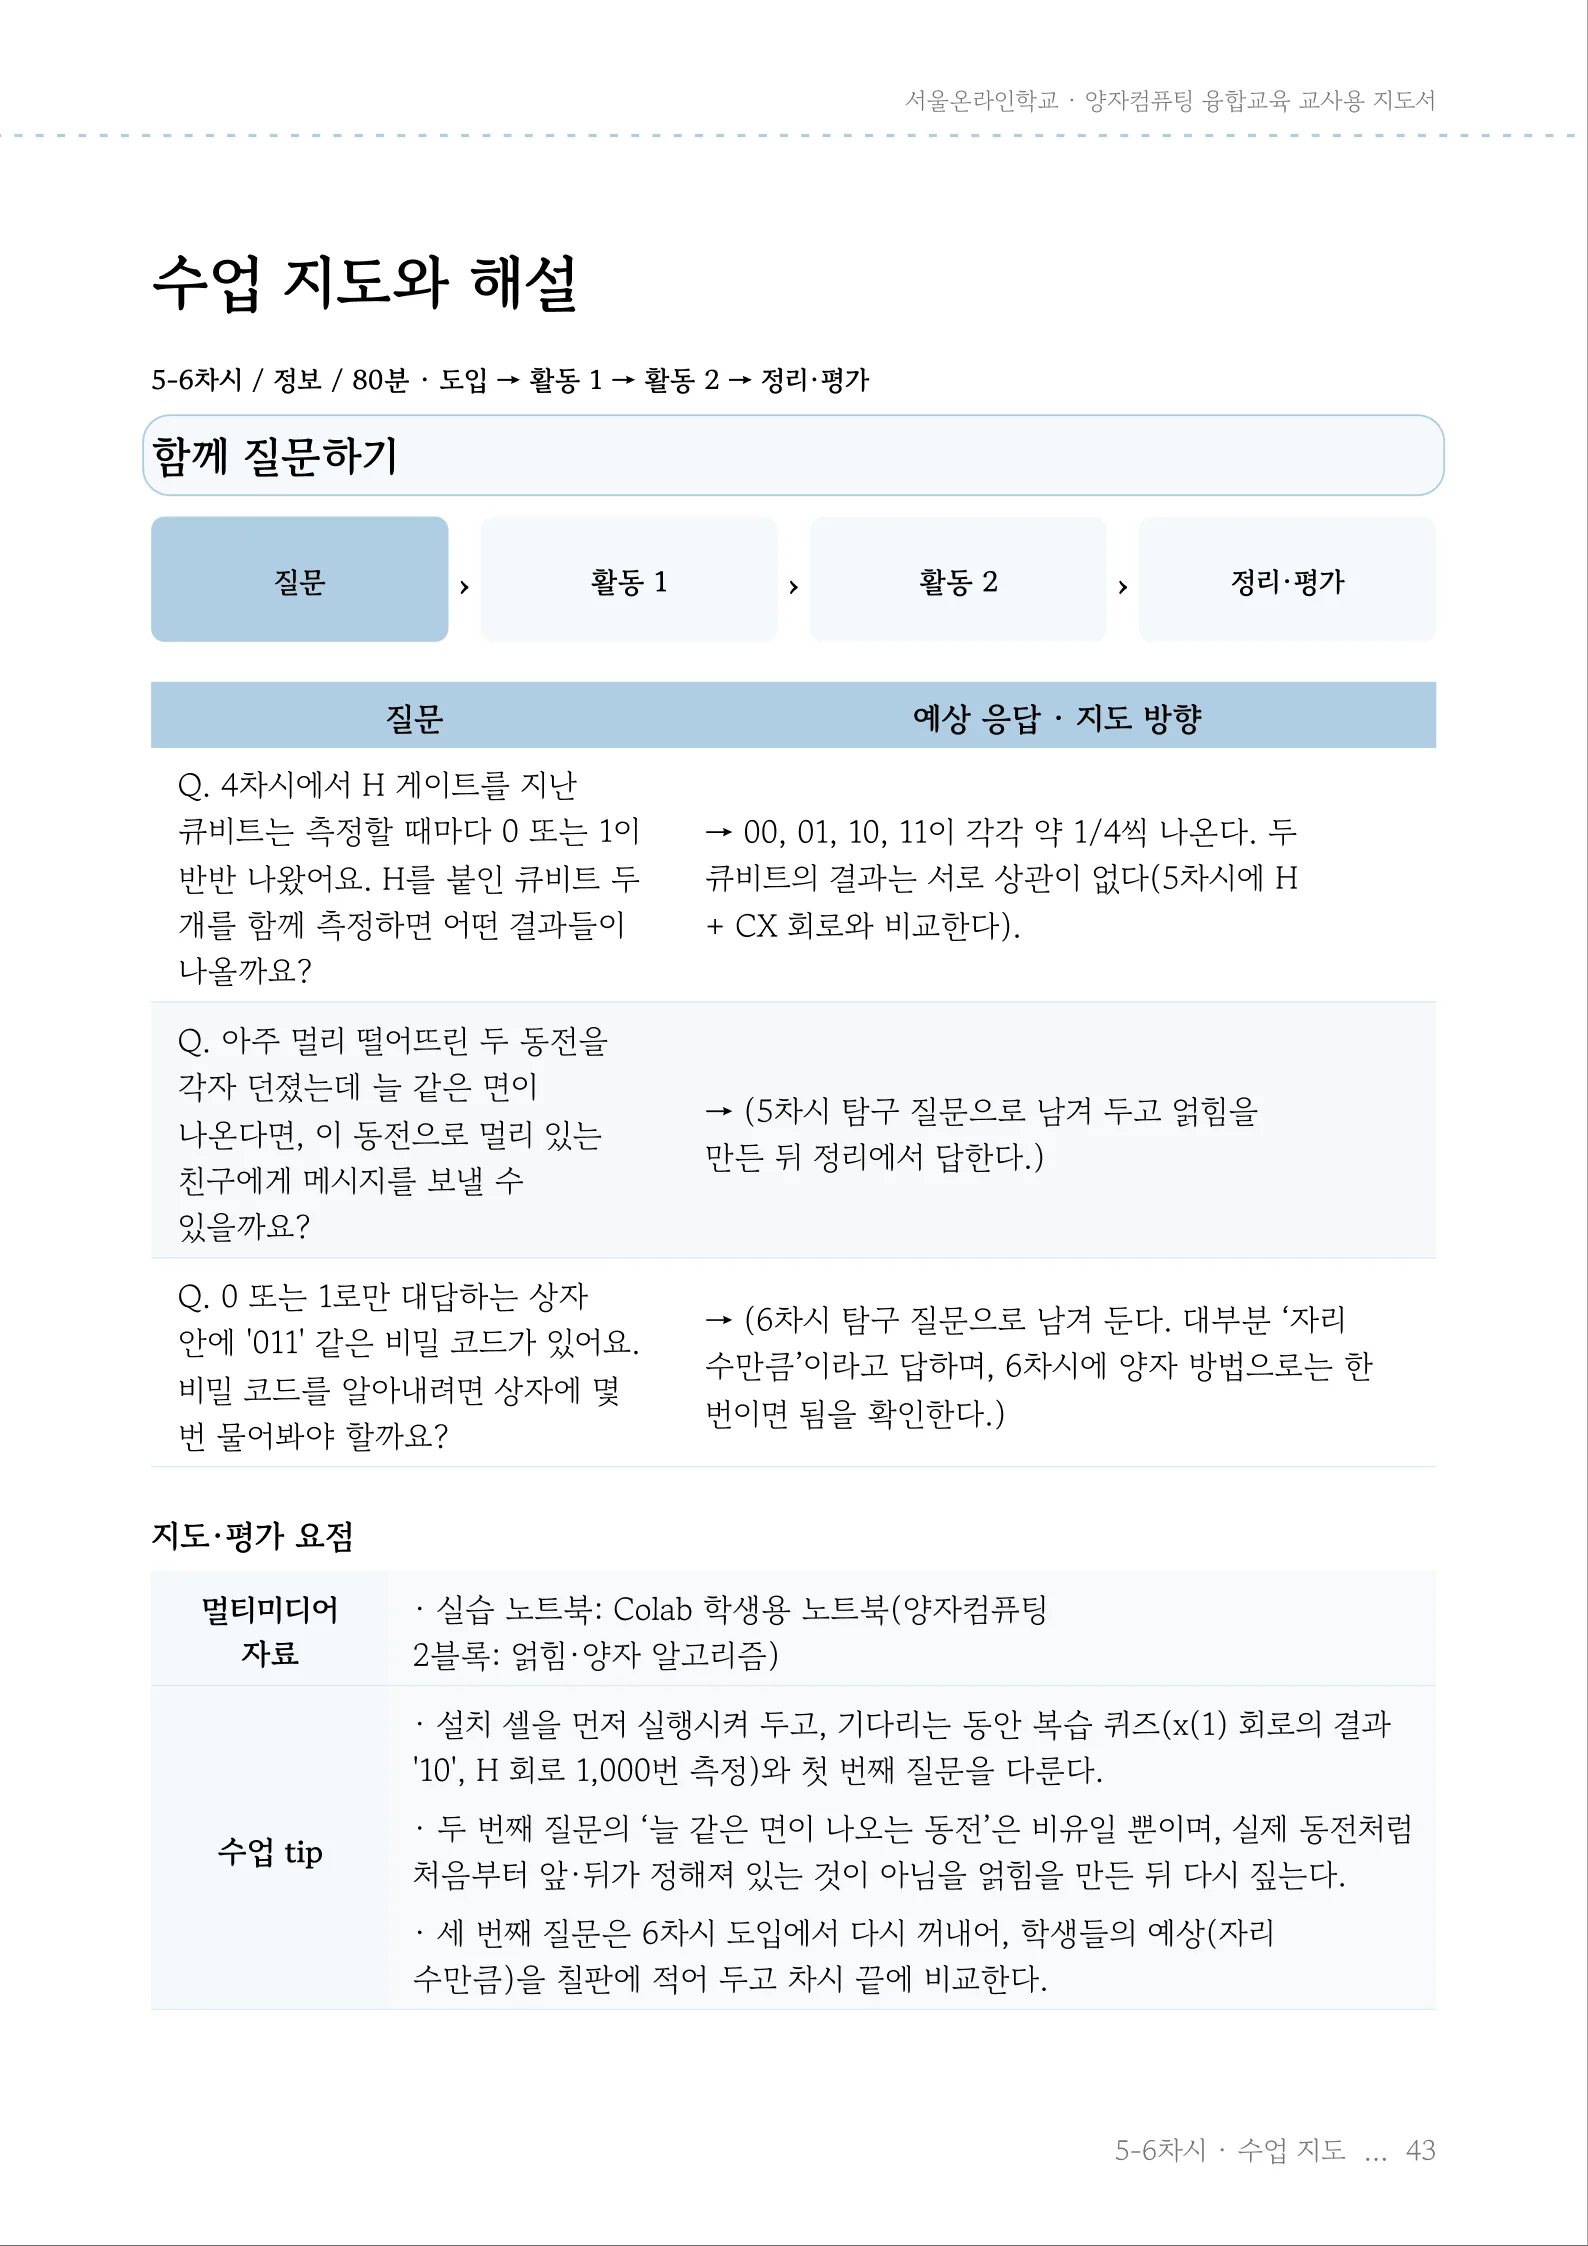 서울온라인학교 · 양자컴퓨팅 융합교육 교사용 지도서
수업 지도와 해설
5-6차시 / 정보 / 80분 · 도입 → 활동 1 → 활동 2 → 정리·평가
함께 질문하기
질문 › 활동 1 › 활동 2 › 정리·평가
질문
예상 응답 · 지도 방향
Q. 4차시에서 H 게이트를 지난
큐비트는 측정할 때마다 0 또는 1이
반반 나왔어요. H를 붙인 큐비트 두
개를 함께 측정하면 어떤 결과들이
나올까요?
→ 00, 01, 10, 11이 각각 약 1/4씩 나온다. 두
큐비트의 결과는 서로 상관이 없다(5차시에 H
+ CX 회로와 비교한다).
Q. 아주 멀리 떨어뜨린 두 동전을
각자 던졌는데 늘 같은 면이
나온다면, 이 동전으로 멀리 있는
친구에게 메시지를 보낼 수
있을까요?
→ (5차시 탐구 질문으로 남겨 두고 얽힘을
만든 뒤 정리에서 답한다.)
Q. 0 또는 1로만 대답하는 상자
안에 '011' 같은 비밀 코드가 있어요.
비밀 코드를 알아내려면 상자에 몇
번 물어봐야 할까요?
→ (6차시 탐구 질문으로 남겨 둔다. 대부분 ‘자리
수만큼’이라고 답하며, 6차시에 양자 방법으로는 한
번이면 됨을 확인한다.)
지도·평가 요점
멀티미디어
자료
· 실습 노트북: Colab 학생용 노트북(양자컴퓨팅
2블록: 얽힘·양자 알고리즘)
수업 tip
· 설치 셀을 먼저 실행시켜 두고, 기다리는 동안 복습 퀴즈(x(1) 회로의 결과
'10', H 회로 1,000번 측정)와 첫 번째 질문을 다룬다.
· 두 번째 질문의 ‘늘 같은 면이 나오는 동전’은 비유일 뿐이며, 실제 동전처럼
처음부터 앞·뒤가 정해져 있는 것이 아님을 얽힘을 만든 뒤 다시 짚는다.
· 세 번째 질문은 6차시 도입에서 다시 꺼내어, 학생들의 예상(자리
수만큼)을 칠판에 적어 두고 차시 끝에 비교한다.
5-6차시 · 수업 지도 … 43